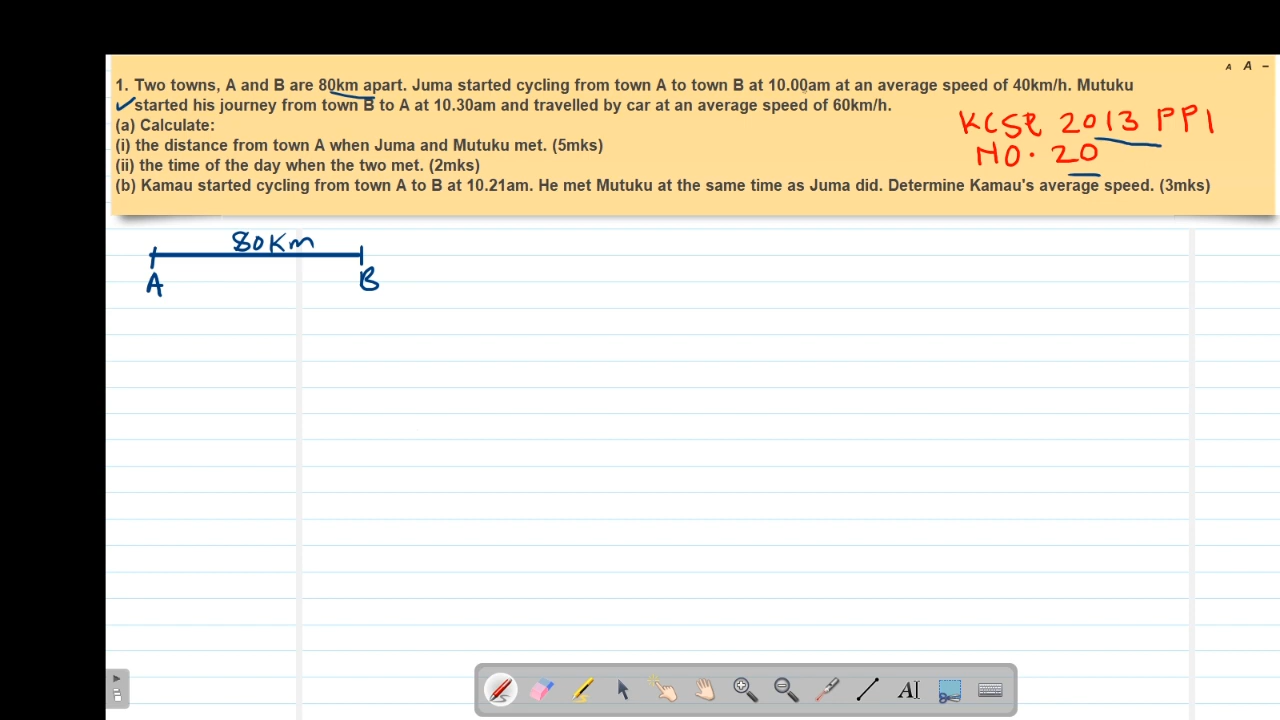 1. Two towns, A and B are 80km apart. Juma started cycling from town A to town B at 10.00am at an average speed of 40km/h. Mutuku
started his journey from town B to A at 10.30am and travelled by car at an average speed of 60km/h.
(a) Calculate:
(i) the distance from town A when Juma and Mutuku met. (5mks)
(ii) the time of the day when the two met. (2mks)
(b) Kamau started cycling from town A to B at 10.21am. He met Mutuku at the same time as Juma did. Determine Kamau's average speed. (3mks)
KCSE 2013 PP1
NO. 20
80Km
A B
A A –
AI